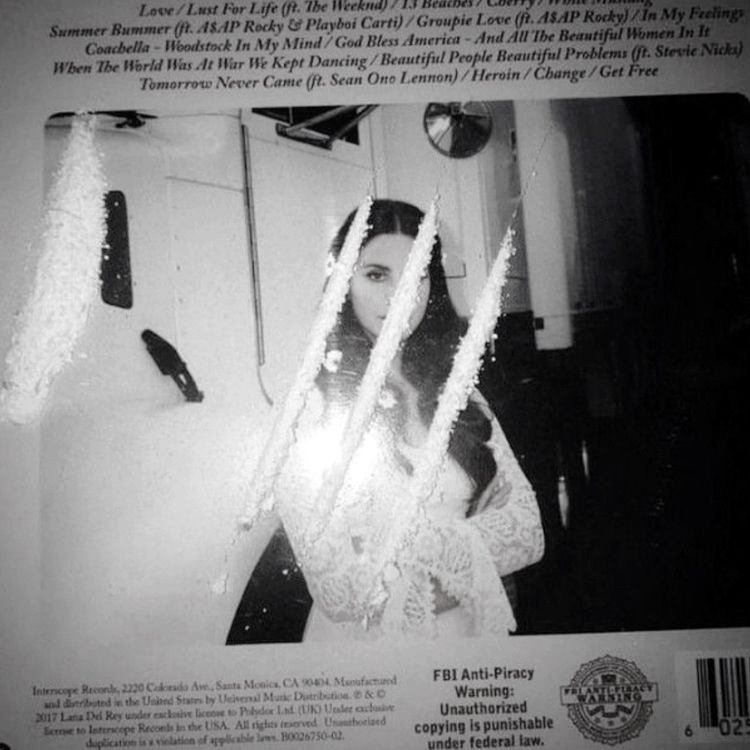 Love / Lust For Life (ft. The Weeknd) / 13 Beaches / Cherry / White Mustang
Summer Bummer (ft. A$AP Rocky & Playboi Carti) / Groupie Love (ft. A$AP Rocky) / In My Feelings
Coachella - Woodstock In My Mind / God Bless America - And All The Beautiful Women In It
When The World Was At War We Kept Dancing / Beautiful People Beautiful Problems (ft. Stevie Nicks)
Tomorrow Never Came (ft. Sean Ono Lennon) / Heroin / Change / Get Free
Interscope Records, 2220 Colorado Ave., Santa Monica, CA 90404. Manufactured
and distributed in the United States by Universal Music Distribution. ℗ & ©
2017 Lana Del Rey under exclusive license to Polydor Ltd. (UK) Under exclusive
license to Interscope Records in the USA. All rights reserved. Unauthorized
duplication is a violation of applicable laws. B0026750-02.
FBI Anti-Piracy
Warning:
Unauthorized
copying is punishable
under federal law.
FBI ANTI-PIRACY
WARNING
6 02